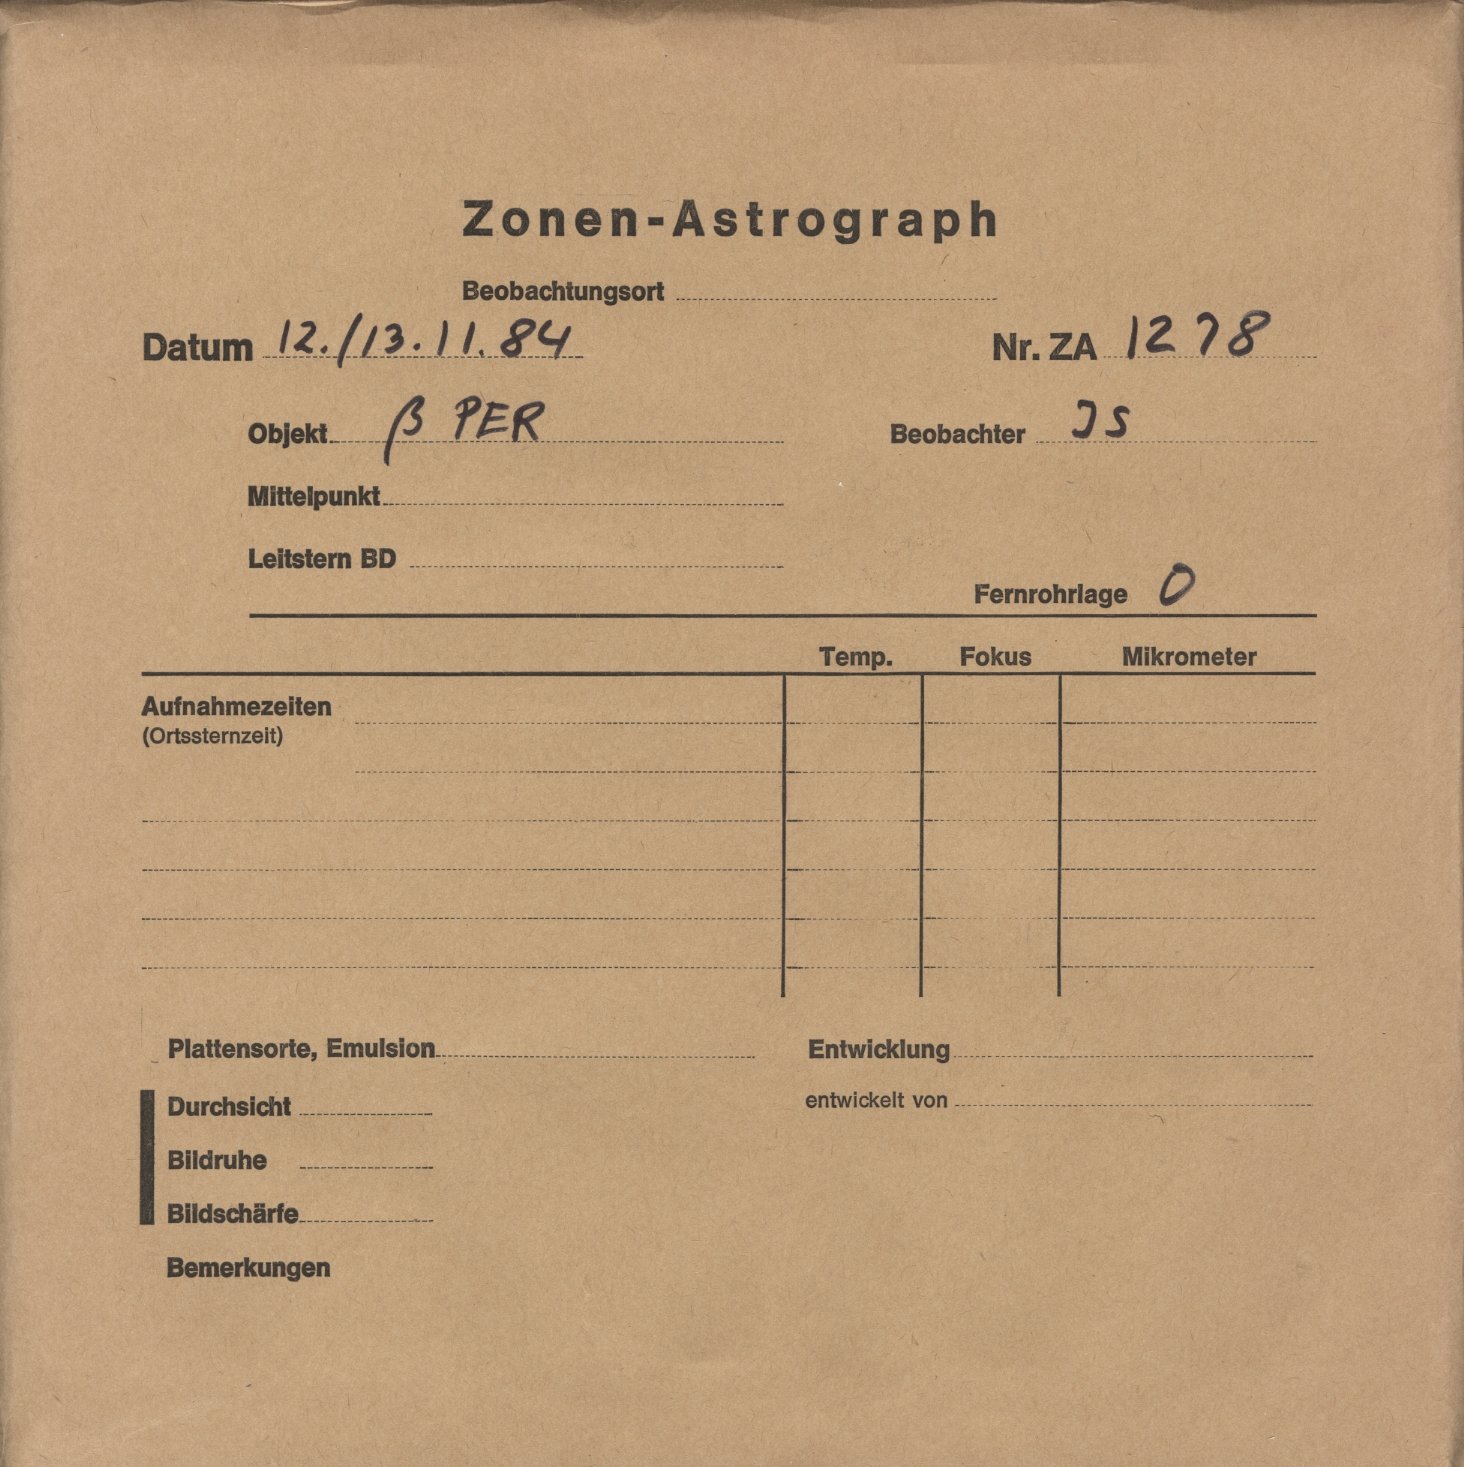 Zonen-Astrograph
Beobachtungsort
Datum 12./13.11.84 Nr. ZA 1278
Objekt β PER Beobachter JS
Mittelpunkt
Leitstern BD
Fernrohrlage O
Temp. Fokus Mikrometer
Aufnahmezeiten
(Ortssternzeit)
Plattensorte, Emulsion Entwicklung
Durchsicht entwickelt von
Bildruhe
Bildschärfe
Bemerkungen